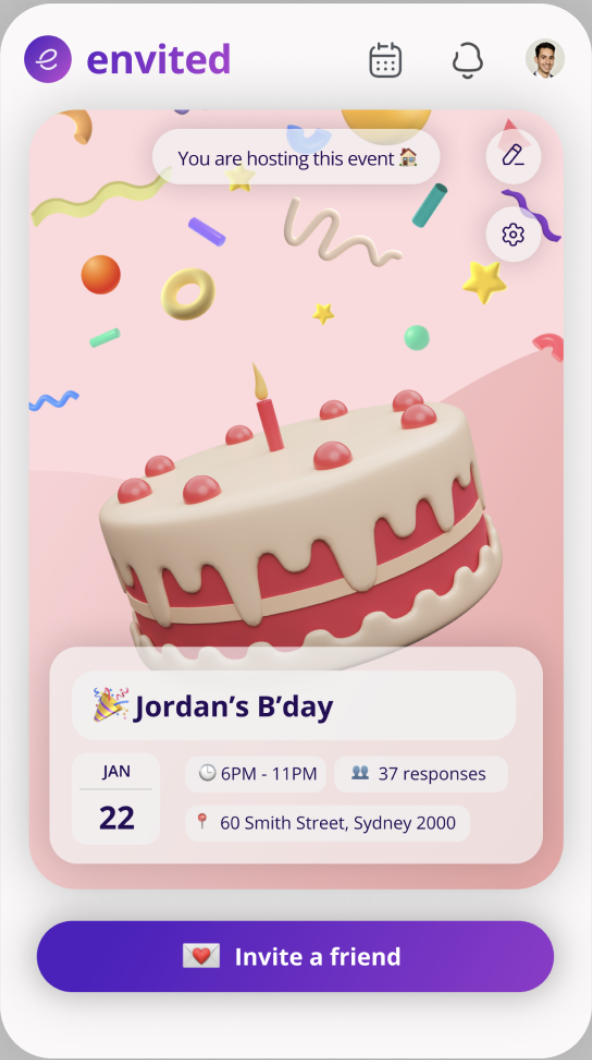 envited
You are hosting this event 🏠
🎉Jordan’s B’day
JAN
22
🕒 6PM - 11PM
👥 37 responses
📍 60 Smith Street, Sydney 2000
💌 Invite a friend